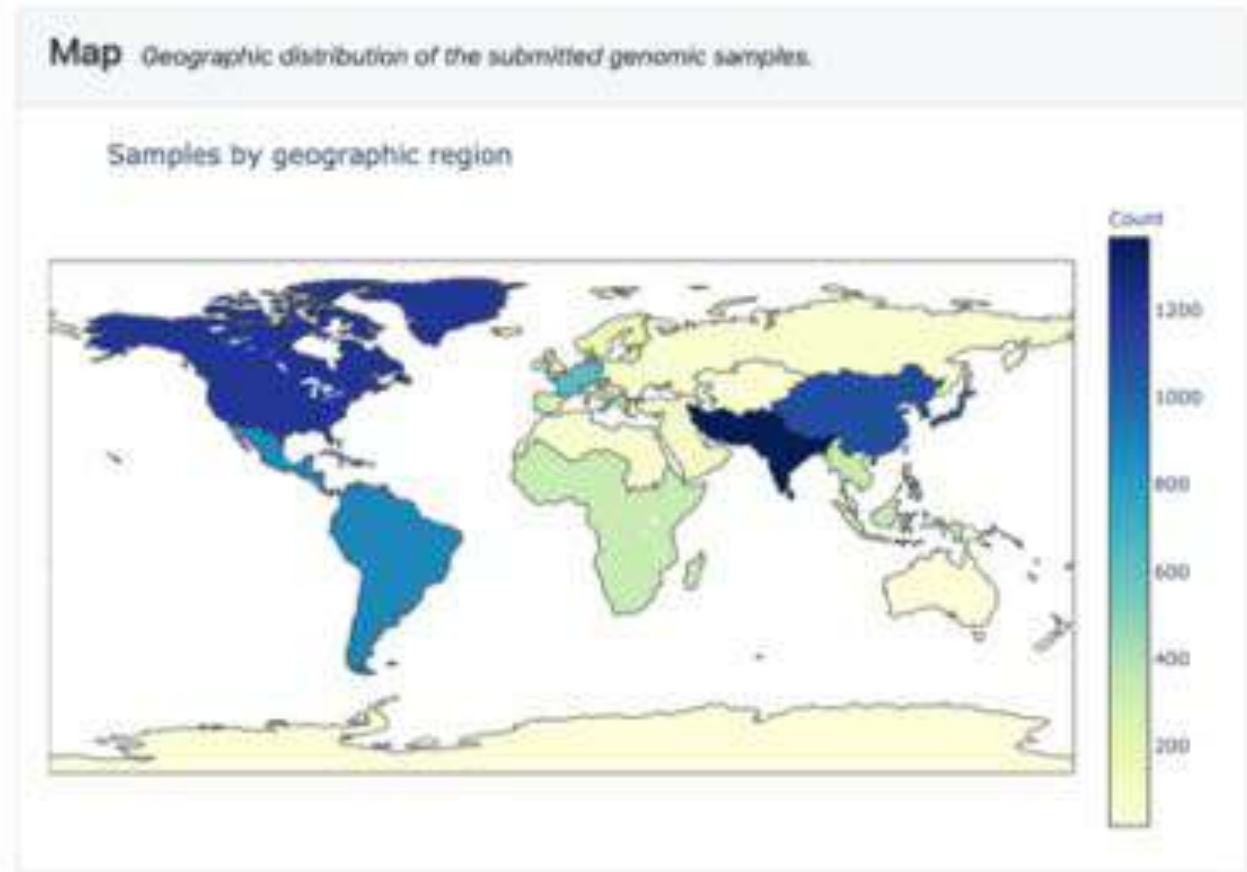 Map Geographic distribution of the submitted genomic samples.
Samples by geographic region
Count
1200
1000
800
600
400
200